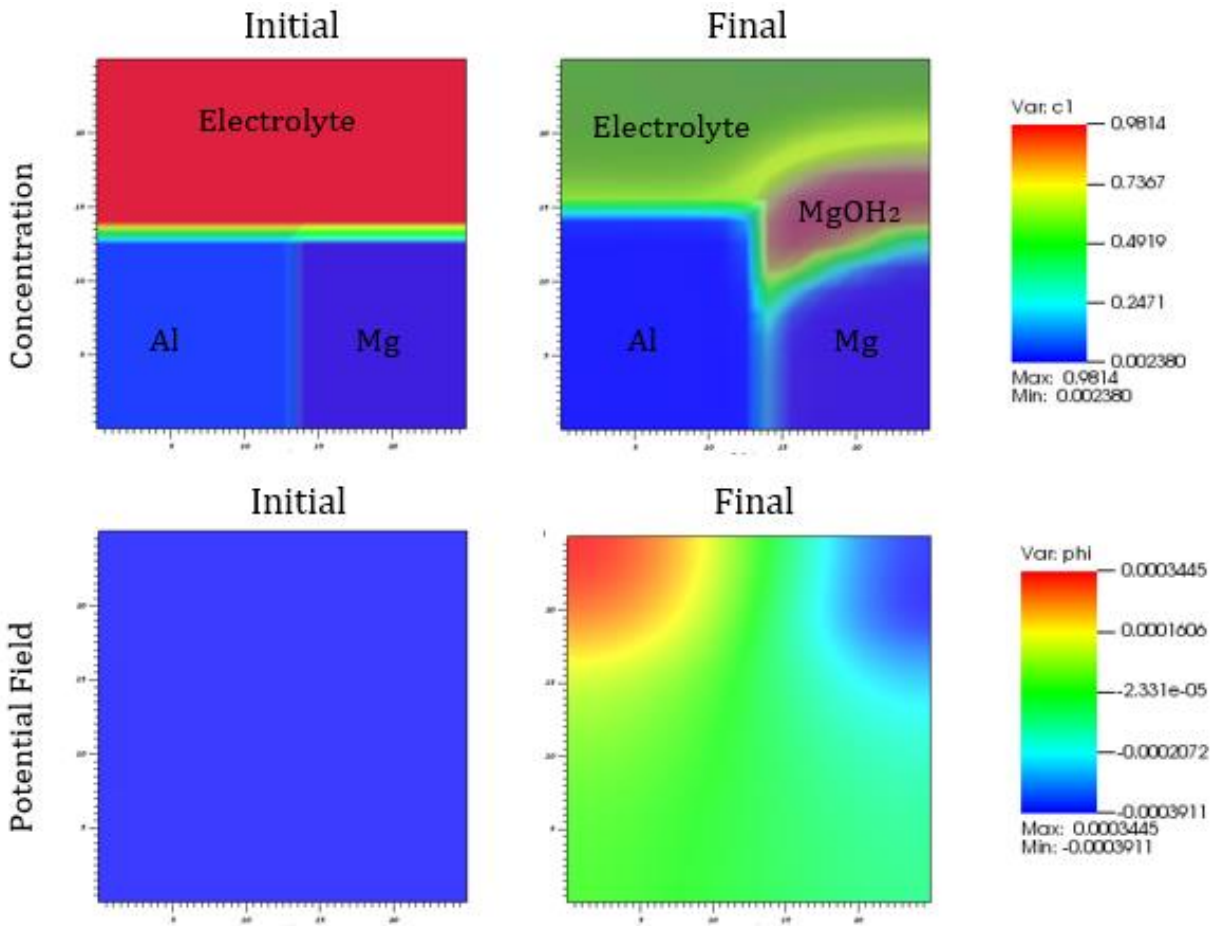 Initial
Final
Concentration
Electrolyte
Al
Mg
Electrolyte
MgOH2
Al
Mg
Var: c1
0.9814
0.7367
0.4919
0.2471
0.002380
Max: 0.9814
Min: 0.002380
Initial
Final
Potential Field
Var: phi
0.0003445
0.0001606
-2.331e-05
-0.0002072
-0.0003911
Max: 0.0003445
Min: -0.0003911